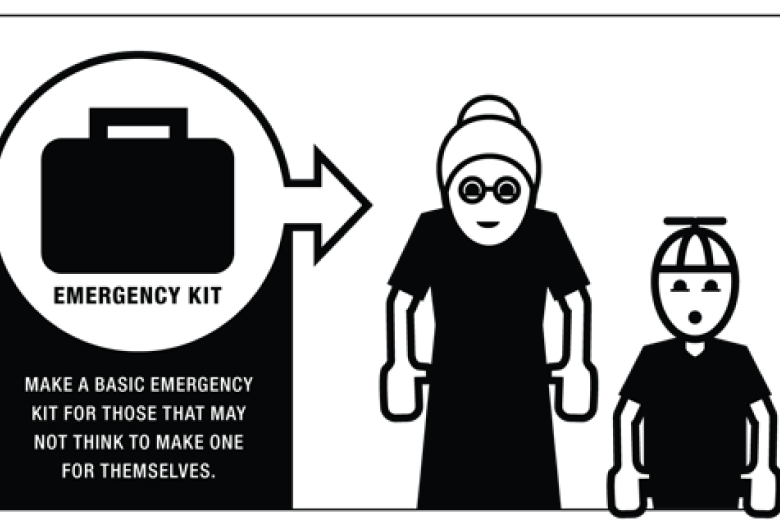 EMERGENCY KIT
MAKE A BASIC EMERGENCY
KIT FOR THOSE THAT MAY
NOT THINK TO MAKE ONE
FOR THEMSELVES.